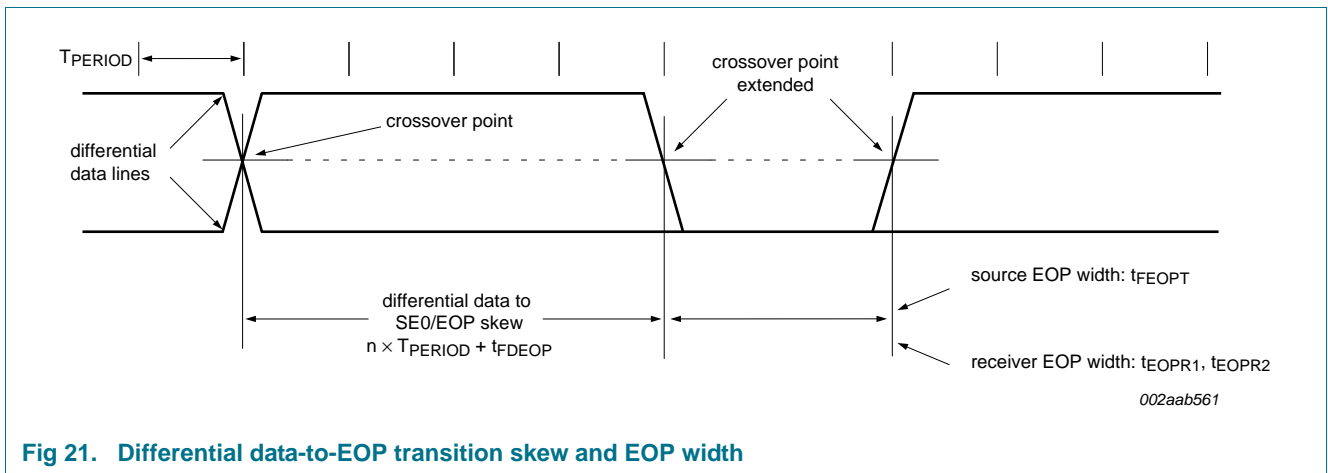 TPERIOD
crossover point
extended
crossover point
differential
data lines
source EOP width: tFEOPT
differential data to
SE0/EOP skew
n × TPERIOD + tFDEOP
receiver EOP width: tEOPR1, tEOPR2
002aab561
Fig 21. Differential data-to-EOP transition skew and EOP width